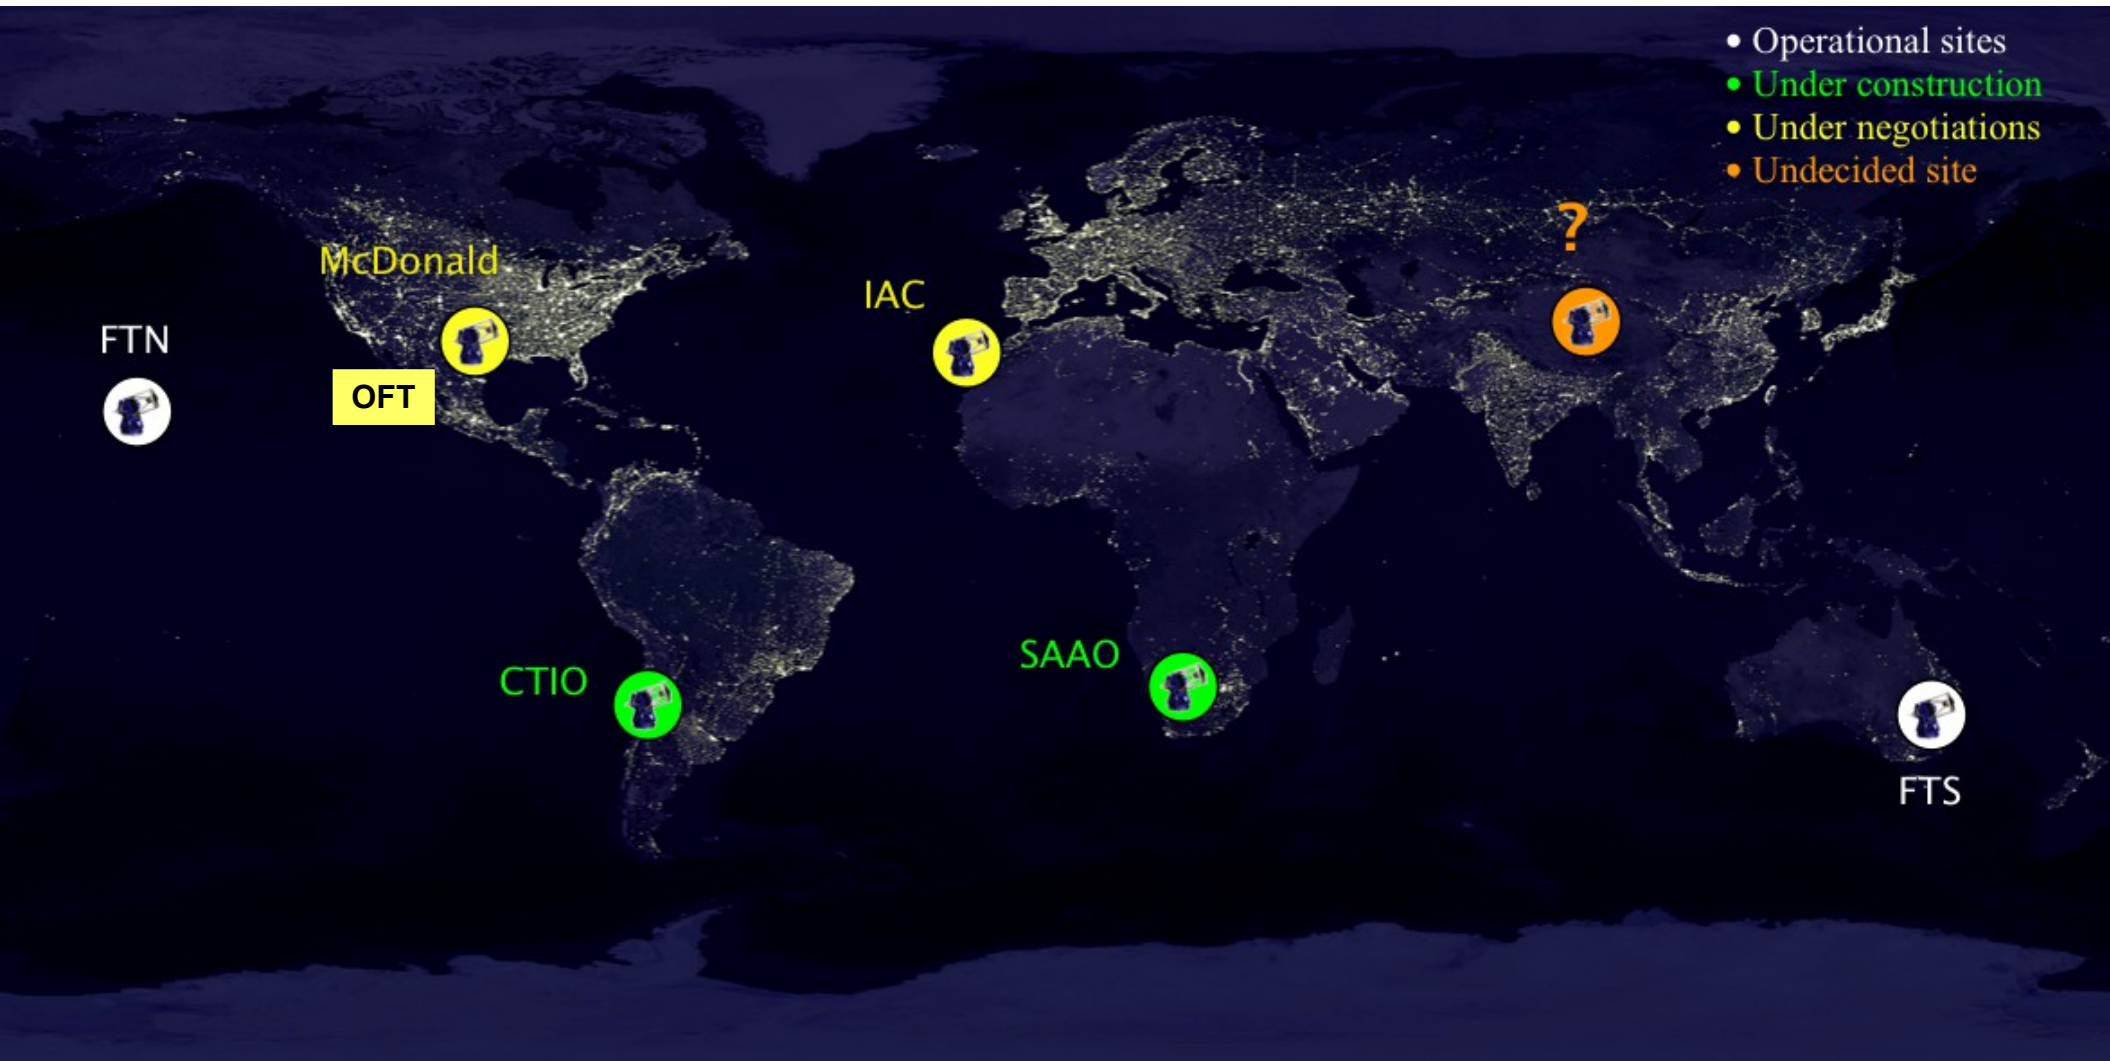 • Operational sites
• Under construction
• Under negotiations
• Undecided site
?
McDonald
IAC
FTN
OFT
SAAO
CTIO
FTS